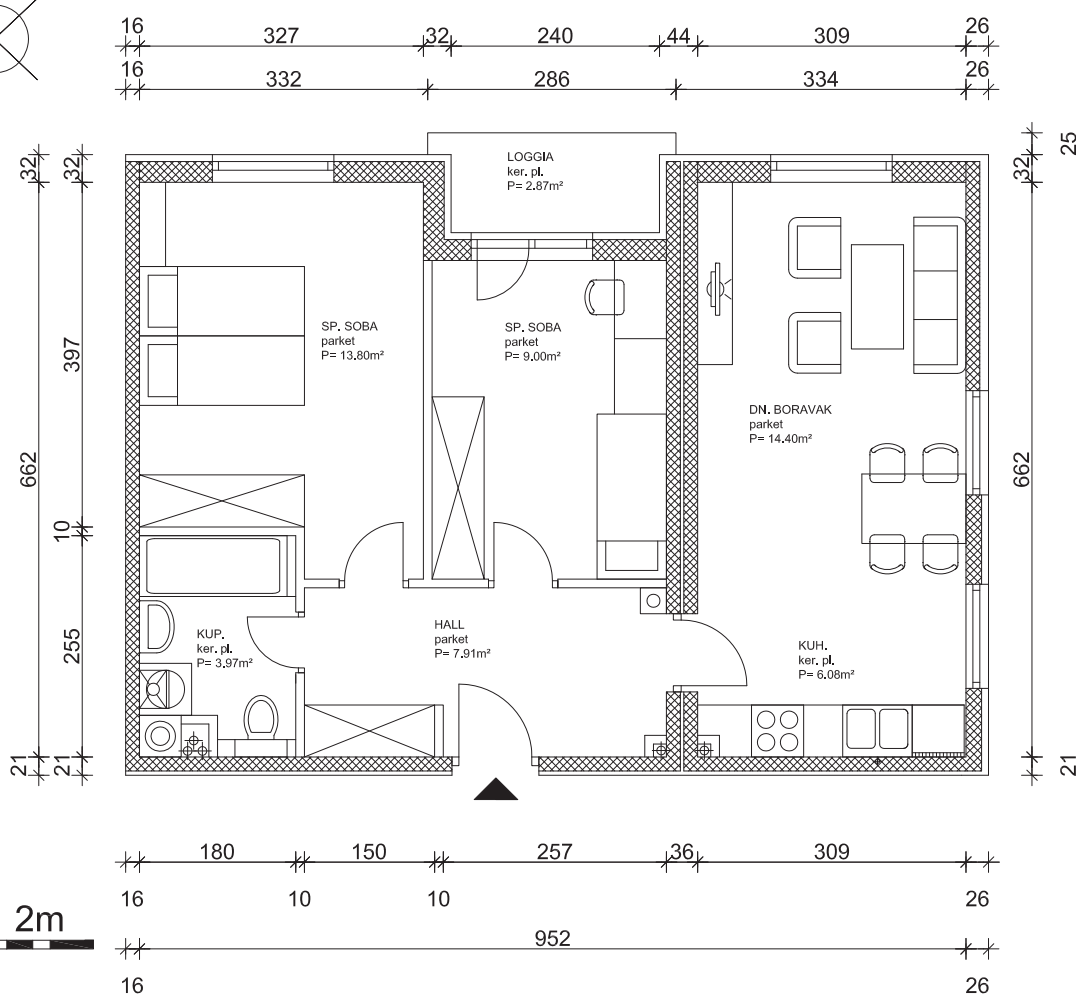 16 327 32 240 44 309 26
16 332 286 334 26
25
32 32 32
LOGGIA
ker. pl.
P= 2.87m²
SP. SOBA
parket
P= 13.80m²
SP. SOBA
parket
P= 9.00m²
397
DN. BORAVAK
parket
P= 14.40m²
662 662
10
255
KUP.
ker. pl.
P= 3,97m²
HALL
parket
P= 7.91m²
KUH.
ker. pl.
P= 6.08m²
21 21 21
180 150 257 36 309
16 10 10 26
2m
952
16 26